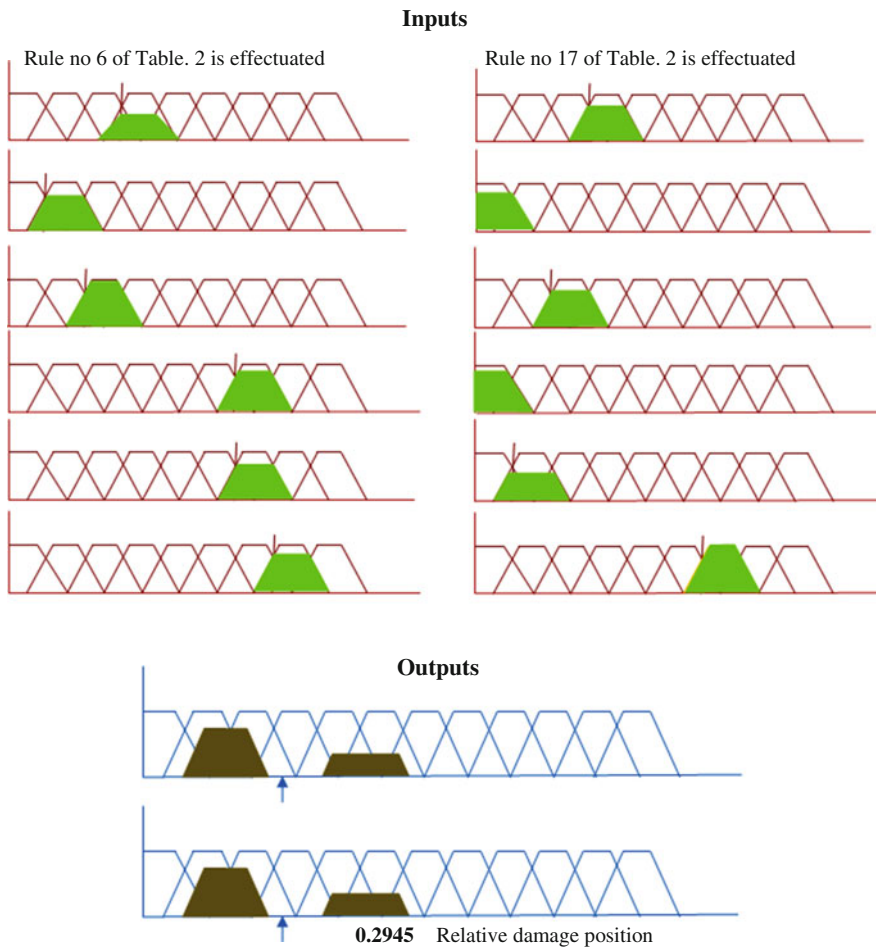 Inputs
Rule no 6 of Table. 2 is effectuated
Rule no 17 of Table. 2 is effectuated
Outputs
0.2945 Relative damage position